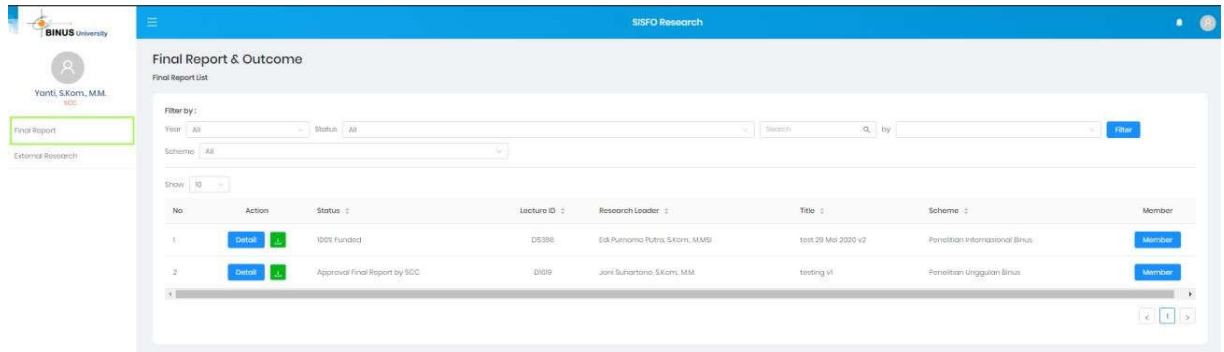 BINUS University
SISFO Research
Yanti, S.Kom., M.M.
SCC
Final Report
External Research
Final Report & Outcome
Final Report List
Filter by :
Year All Status All Search by Filter
Scheme All
Show 10
No Action Status Lecture ID Research Leader Title Scheme Member
1 Detail 100% Funded D5388 Edi Purnomo Putra, S.Kom., M.MSI test 29 Mei 2020 v2 Penelitian Internasional Binus Member
2 Detail Approval Final Report by SCC D1619 Joni Suhartono, S.Kom., M.M. testing v1 Penelitian Unggulan Binus Member
< 1 >